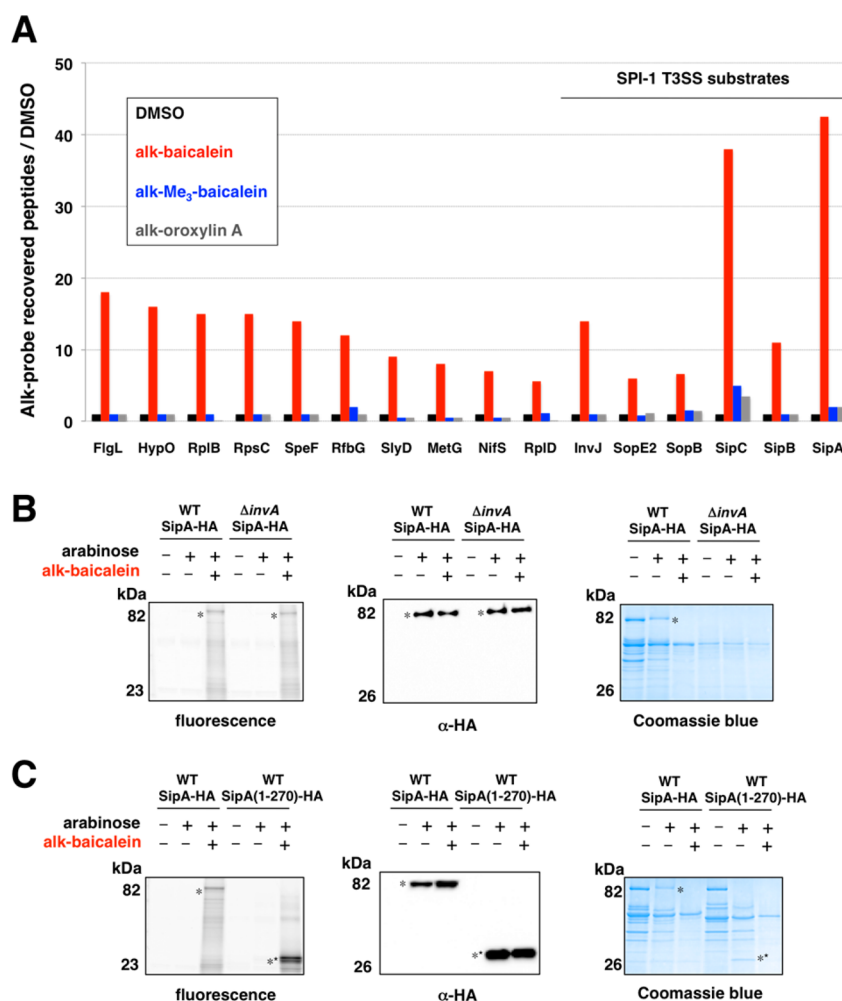 A
Alk-probe recovered peptides / DMSO
50
40
30
20
10
0
SPI-1 T3SS substrates
DMSO
alk-baicalein
alk-Me3-baicalein
alk-oroxylin A
FlgL HypO RplB RpsC SpeF RfbG SlyD MetG NifS RplD InvJ SopE2 SopB SipC SipB SipA
B
WT SipA-HA ΔinvA SipA-HA
WT SipA-HA ΔinvA SipA-HA
WT SipA-HA ΔinvA SipA-HA
arabinose – + + – + + – + + – + + – + + – + +
alk-baicalein + + + + + +
kDa kDa kDa
82 * * 82 * * 82 *
23 26 26
fluorescence α-HA Coomassie blue
C
WT SipA-HA WT SipA(1-270)-HA
WT SipA-HA WT SipA(1-270)-HA
WT SipA-HA WT SipA(1-270)-HA
arabinose – + + – + + – + + – + + – + + – + +
alk-baicalein + + + + + +
kDa kDa kDa
82 * 82 * 82 *
23 ** 26 ** 26 **
fluorescence α-HA Coomassie blue